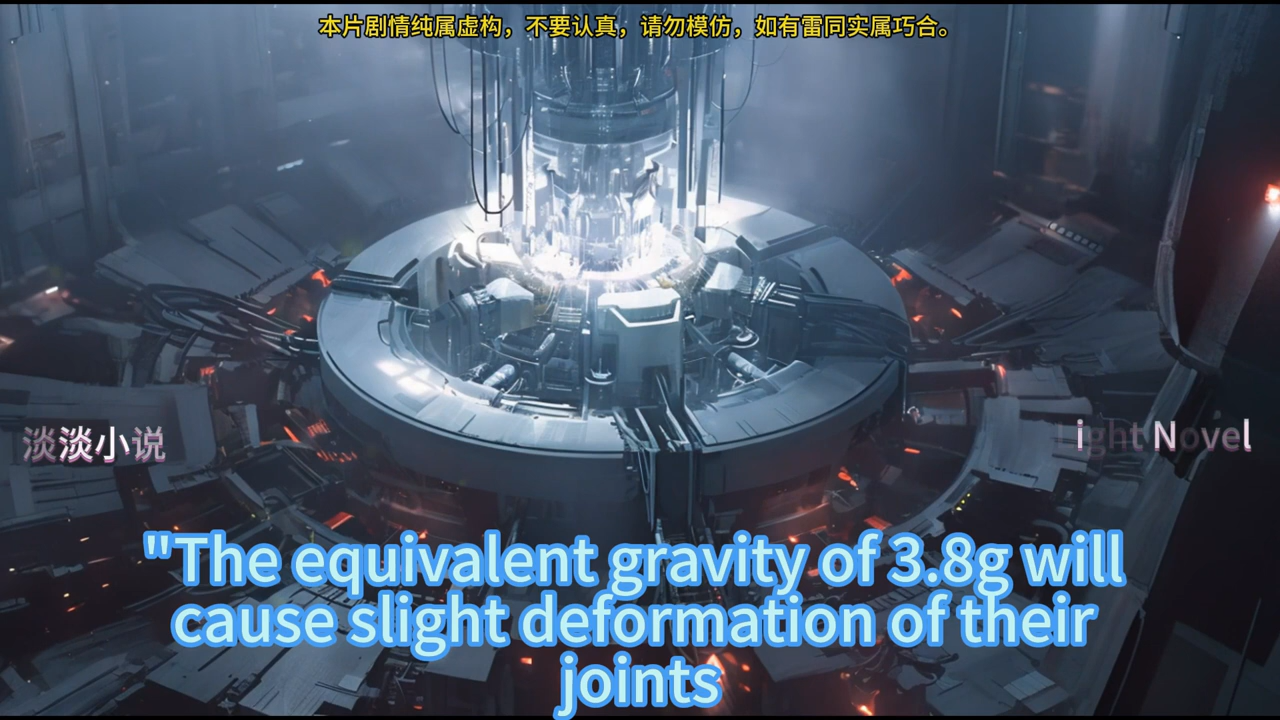 本片剧情纯属虚构，不要认真，请勿模仿，如有雷同实属巧合。
淡淡小说
Light Novel
"The equivalent gravity of 3.8g will
cause slight deformation of their
joints